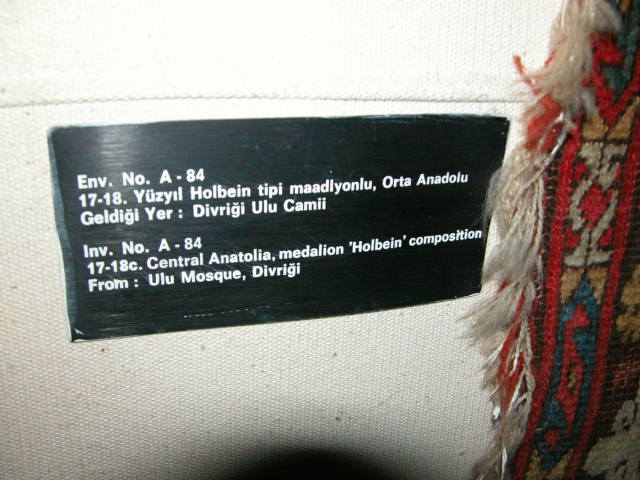 Env. No. A - 84
17-18. Yüzyıl Holbein tipi maadlyonlu, Orta Anadolu
Geldiği Yer : Divriği Ulu Camii
Inv. No. A - 84
17-18c. Central Anatolia, medalion 'Holbein' composition
From : Ulu Mosque, Divriği